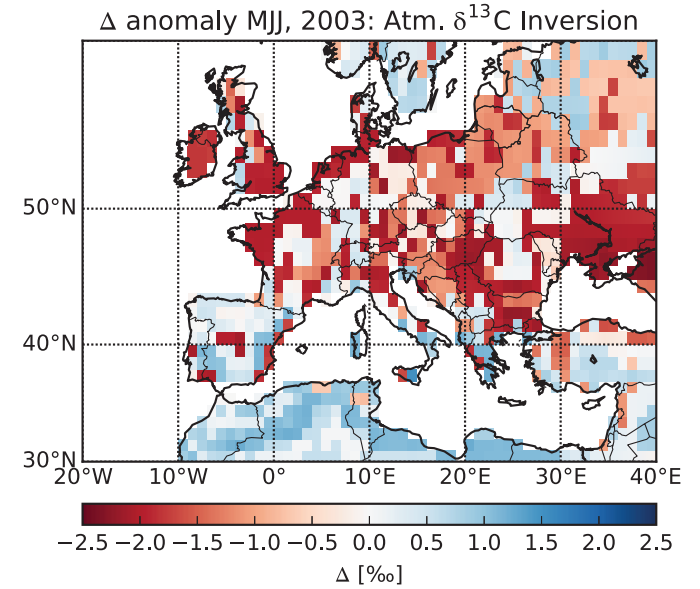 Δ anomaly MJJ, 2003: Atm. δ¹³C Inversion
50°N
40°N
30°N
20°W 10°W 0° 10°E 20°E 30°E 40°E
−2.5 −2.0 −1.5 −1.0 −0.5 0.0 0.5 1.0 1.5 2.0 2.5
Δ [‰]